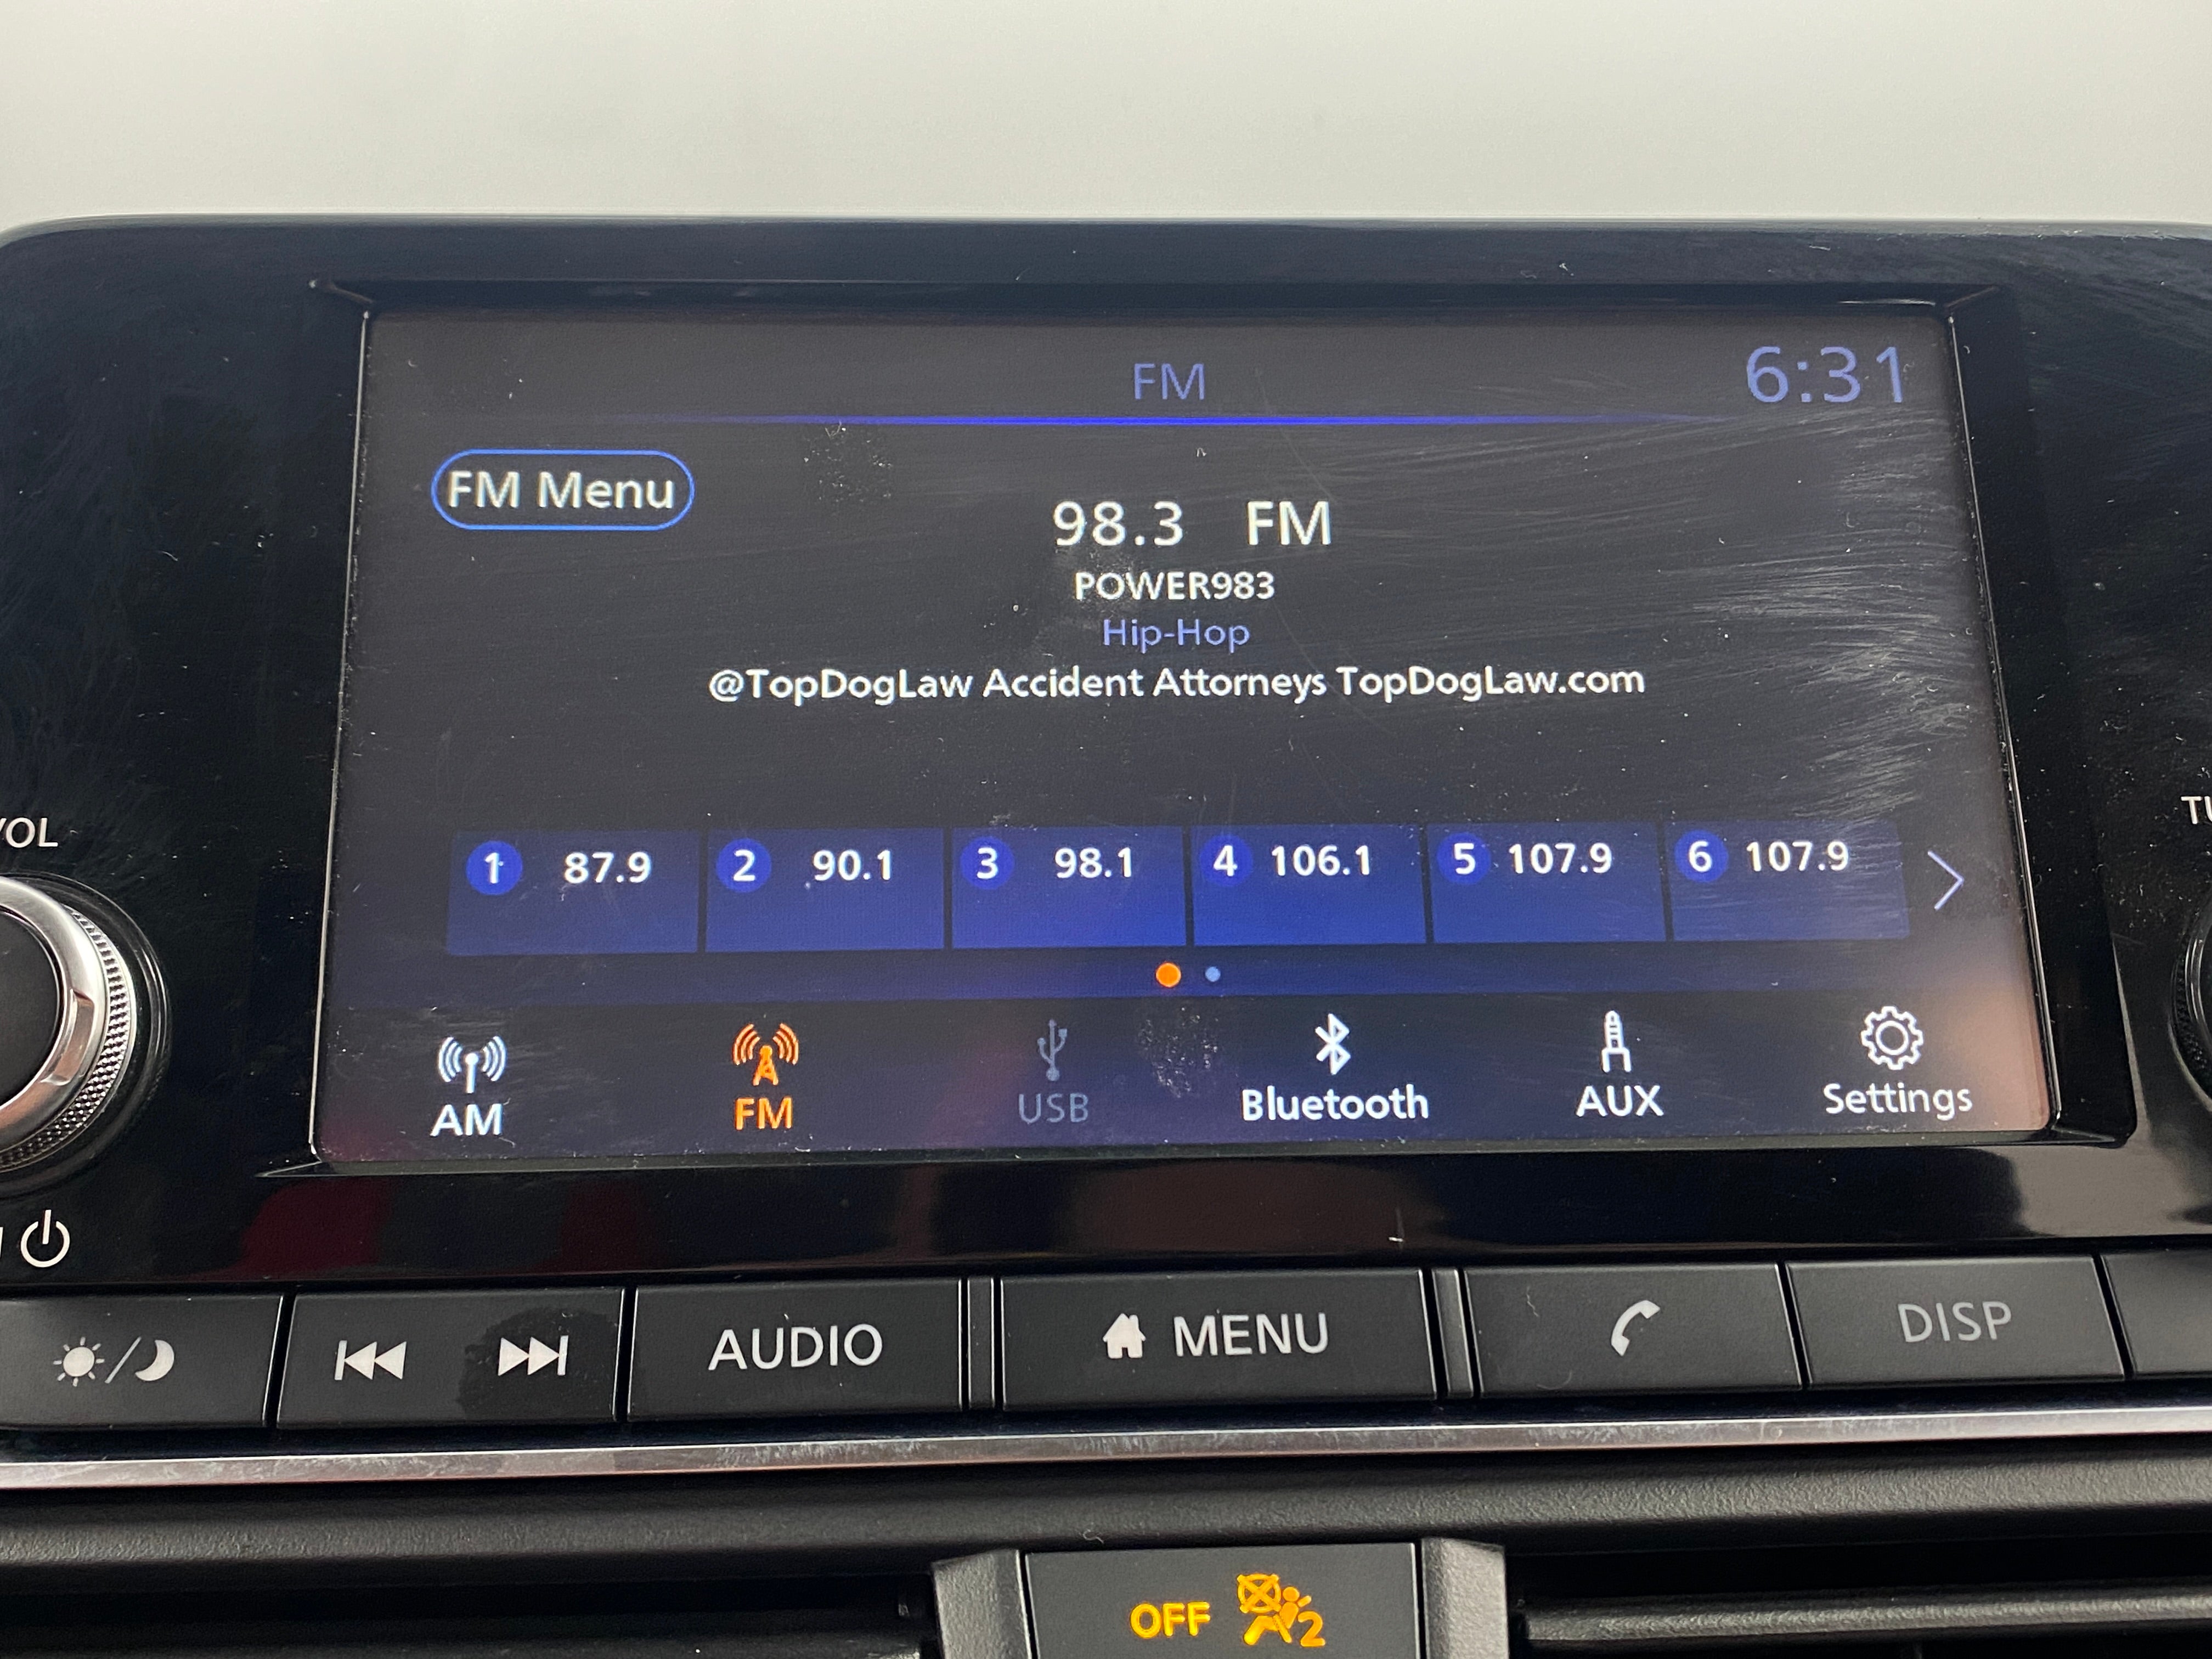 FM
6:31
FM Menu
98.3 FM
POWER983
Hip-Hop
@TopDogLaw Accident Attorneys TopDogLaw.com
VOL
1 87.9 2 90.1 3 98.1 4 106.1 5 107.9 6 107.9
AM FM USB Bluetooth AUX Settings
AUDIO MENU DISP
OFF 2